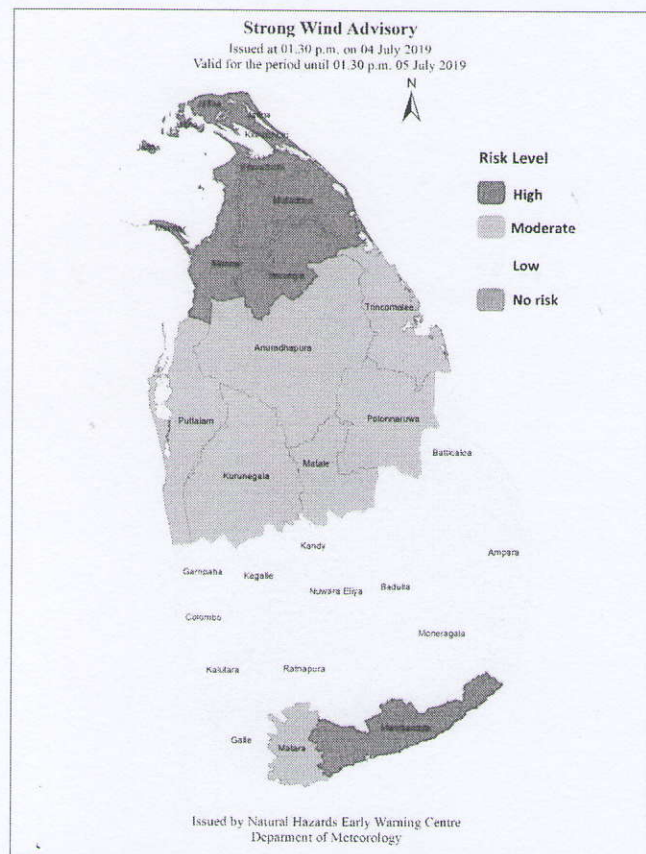 Strong Wind Advisory
Issued at 01.30 p.m. on 04 July 2019
Valid for the period until 01.30 p.m. 05 July 2019
N
Risk Level
High
Moderate
Low
No risk
Jaffna
Kilinochchi
Mullaitivu
Mannar
Vavuniya
Trincomalee
Anuradhapura
Puttalam
Polonnaruwa
Batticaloa
Kurunegala
Matale
Kandy
Ampara
Gampaha
Kegalle
Nuwara Eliya
Badulla
Colombo
Moneragala
Kalutara
Ratnapura
Galle
Matara
Hambantota
Issued by Natural Hazards Early Warning Centre
Deparment of Meteorology